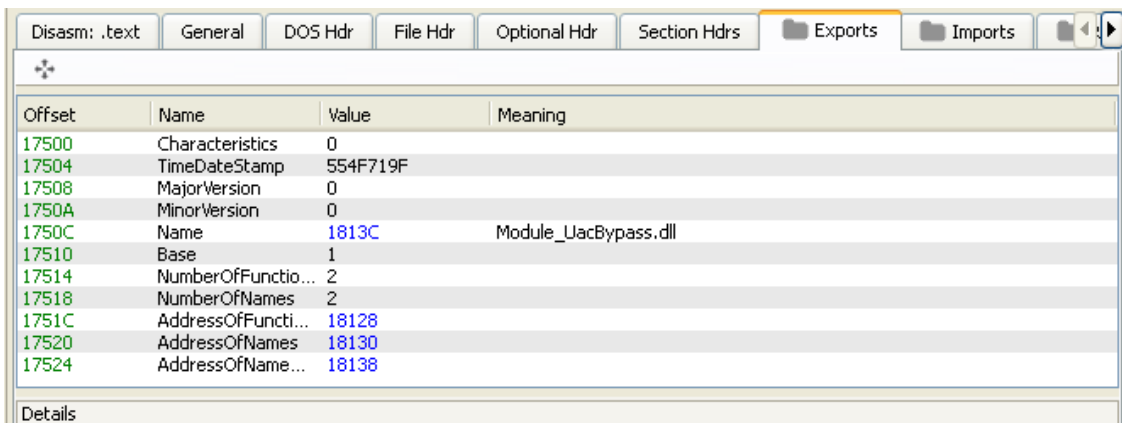 Disasm: .text General DOS Hdr File Hdr Optional Hdr Section Hdrs Exports Imports
Offset Name Value Meaning
17500 Characteristics 0
17504 TimeDateStamp 554F719F
17508 MajorVersion 0
1750A MinorVersion 0
1750C Name 1813C Module_UacBypass.dll
17510 Base 1
17514 NumberOfFunctio... 2
17518 NumberOfNames 2
1751C AddressOfFuncti... 18128
17520 AddressOfNames 18130
17524 AddressOfName... 18138
Details